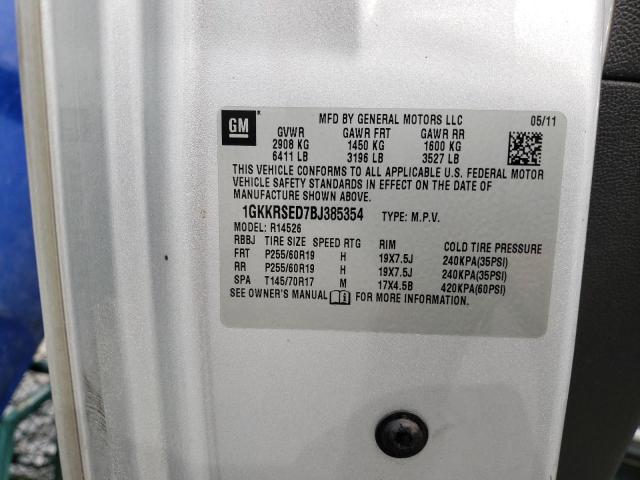 GM
MFD BY GENERAL MOTORS LLC 05/11
GVWR GAWR FRT GAWR RR
2908 KG 1450 KG 1600 KG
6411 LB 3196 LB 3527 LB
THIS VEHICLE CONFORMS TO ALL APPLICABLE U.S. FEDERAL MOTOR
VEHICLE SAFETY STANDARDS IN EFFECT ON THE DATE OF
MANUFACTURE SHOWN ABOVE.
1GKKRSED7BJ385354 TYPE: M.P.V.
MODEL: R14526
RBBJ TIRE SIZE SPEED RTG RIM COLD TIRE PRESSURE
FRT P255/60R19 H 19X7.5J 240KPA(35PSI)
RR P255/60R19 H 19X7.5J 240KPA(35PSI)
SPA T145/70R17 M 17X4.5B 420KPA(60PSI)
SEE OWNER'S MANUAL FOR MORE INFORMATION.